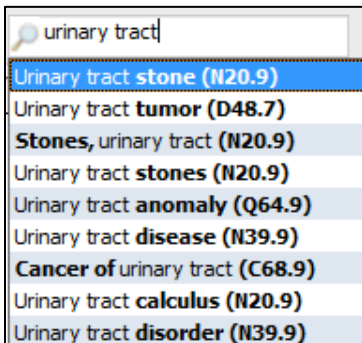 urinary tract
Urinary tract stone (N20.9)
Urinary tract tumor (D48.7)
Stones, urinary tract (N20.9)
Urinary tract stones (N20.9)
Urinary tract anomaly (Q64.9)
Urinary tract disease (N39.9)
Cancer of urinary tract (C68.9)
Urinary tract calculus (N20.9)
Urinary tract disorder (N39.9)